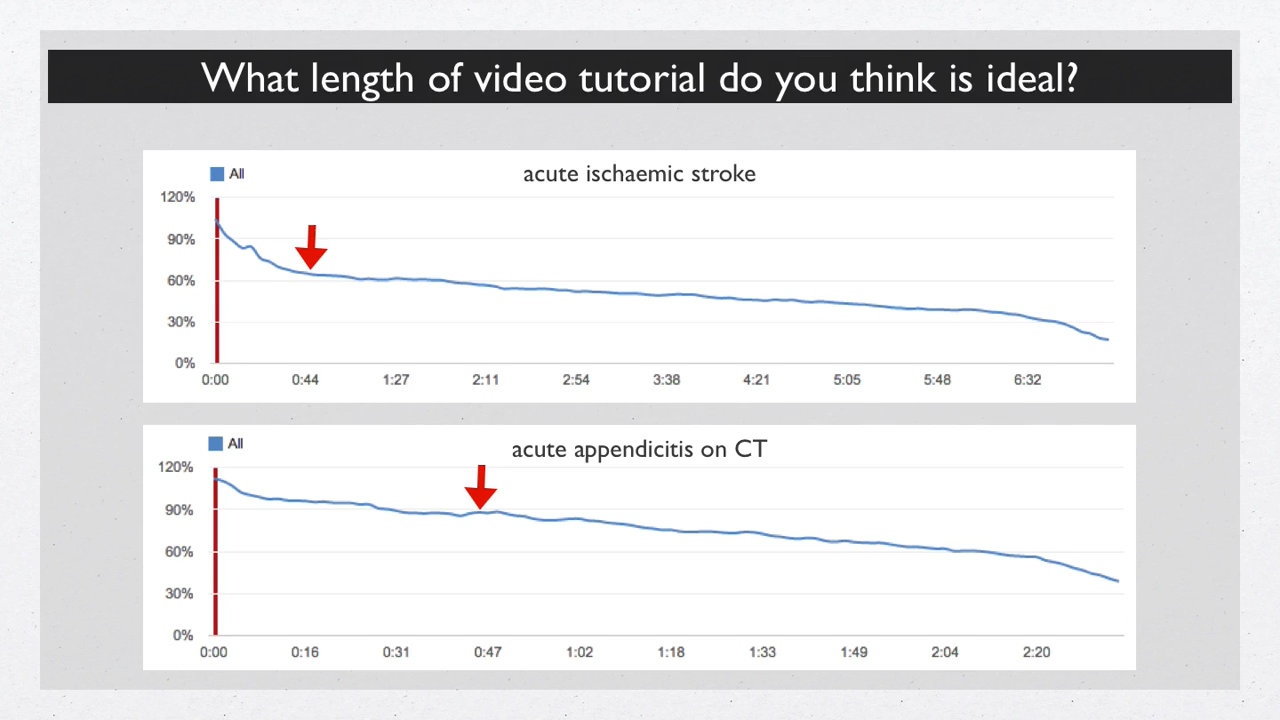 What length of video tutorial do you think is ideal?
All
acute ischaemic stroke
120%
90%
60%
30%
0%
0:00 0:44 1:27 2:11 2:54 3:38 4:21 5:05 5:48 6:32
All
acute appendicitis on CT
120%
90%
60%
30%
0%
0:00 0:16 0:31 0:47 1:02 1:18 1:33 1:49 2:04 2:20